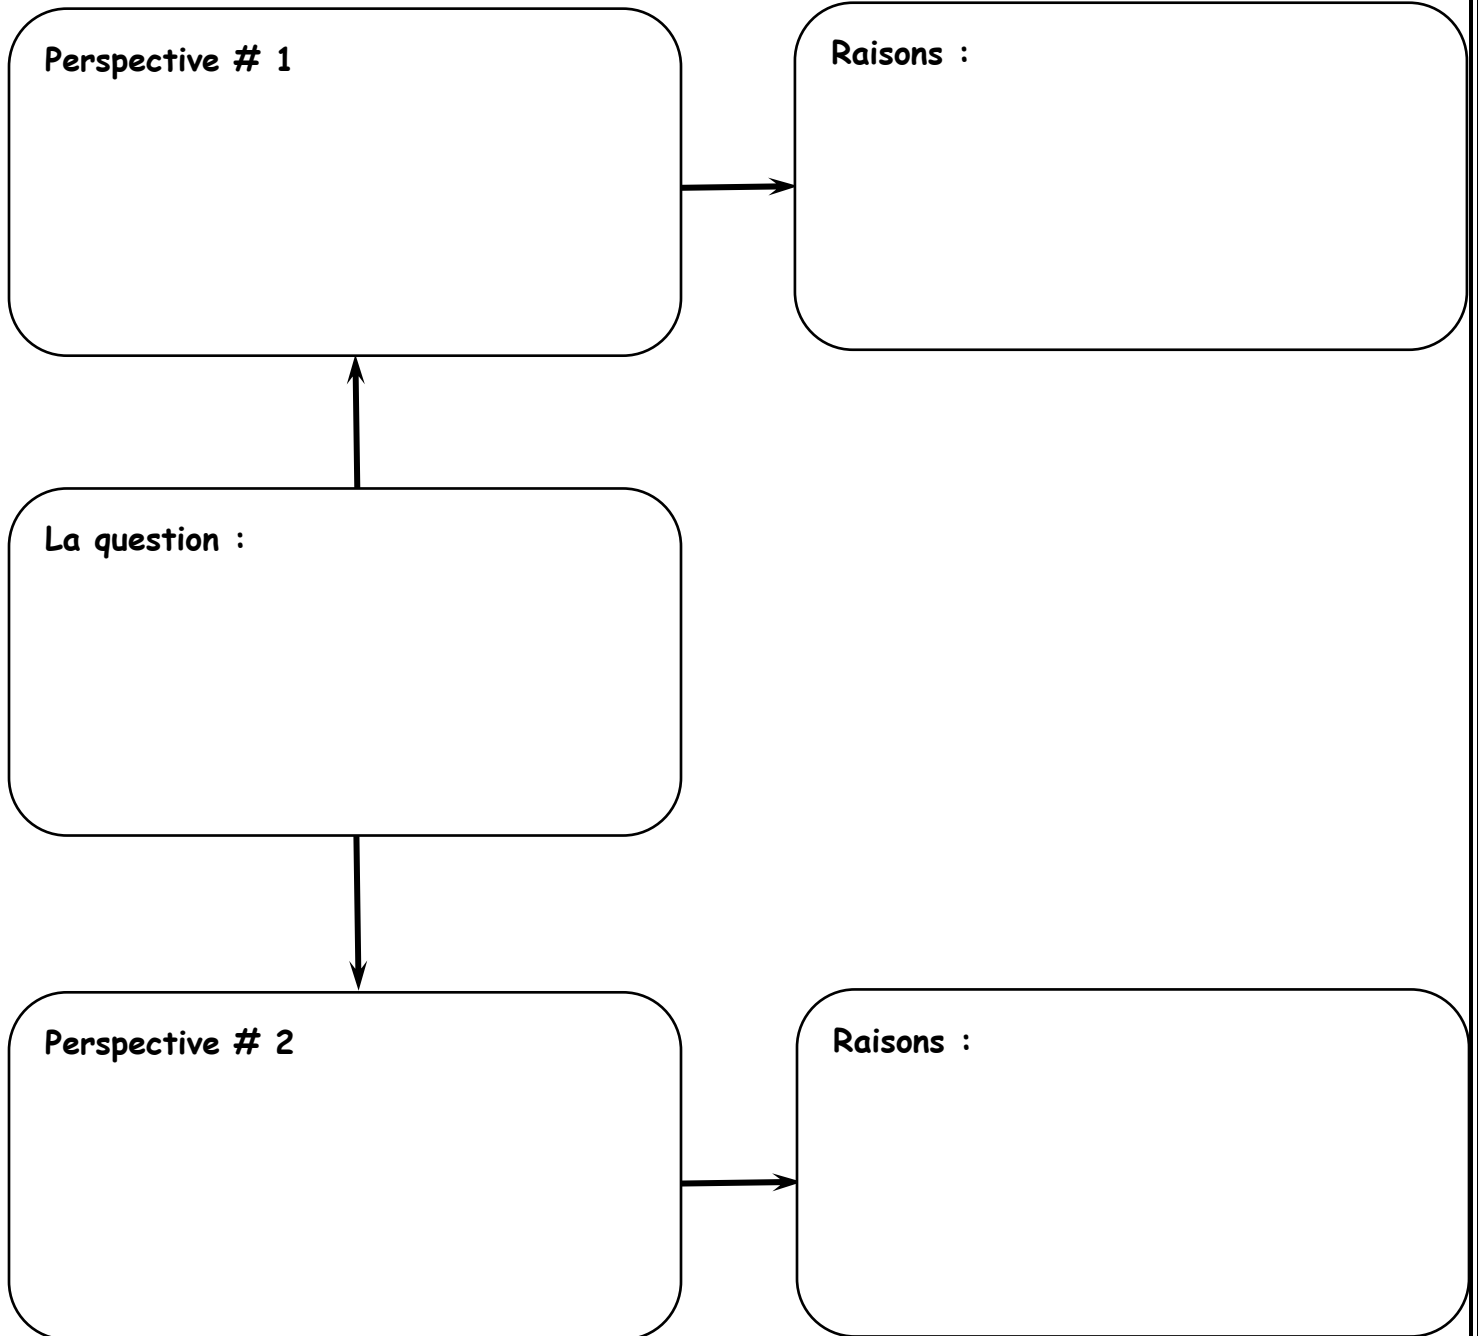 Perspective # 1
Raisons :
La question :
Perspective # 2
Raisons :